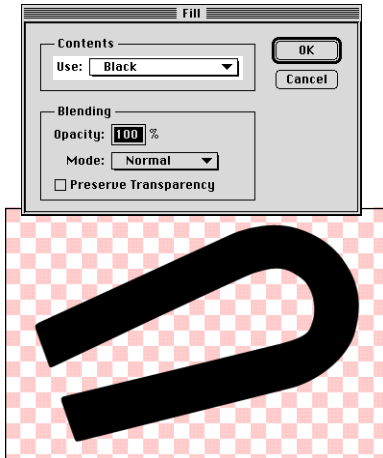 Fill
Contents
Use: Black
OK
Cancel
Blending
Opacity: 100 %
Mode: Normal
Preserve Transparency